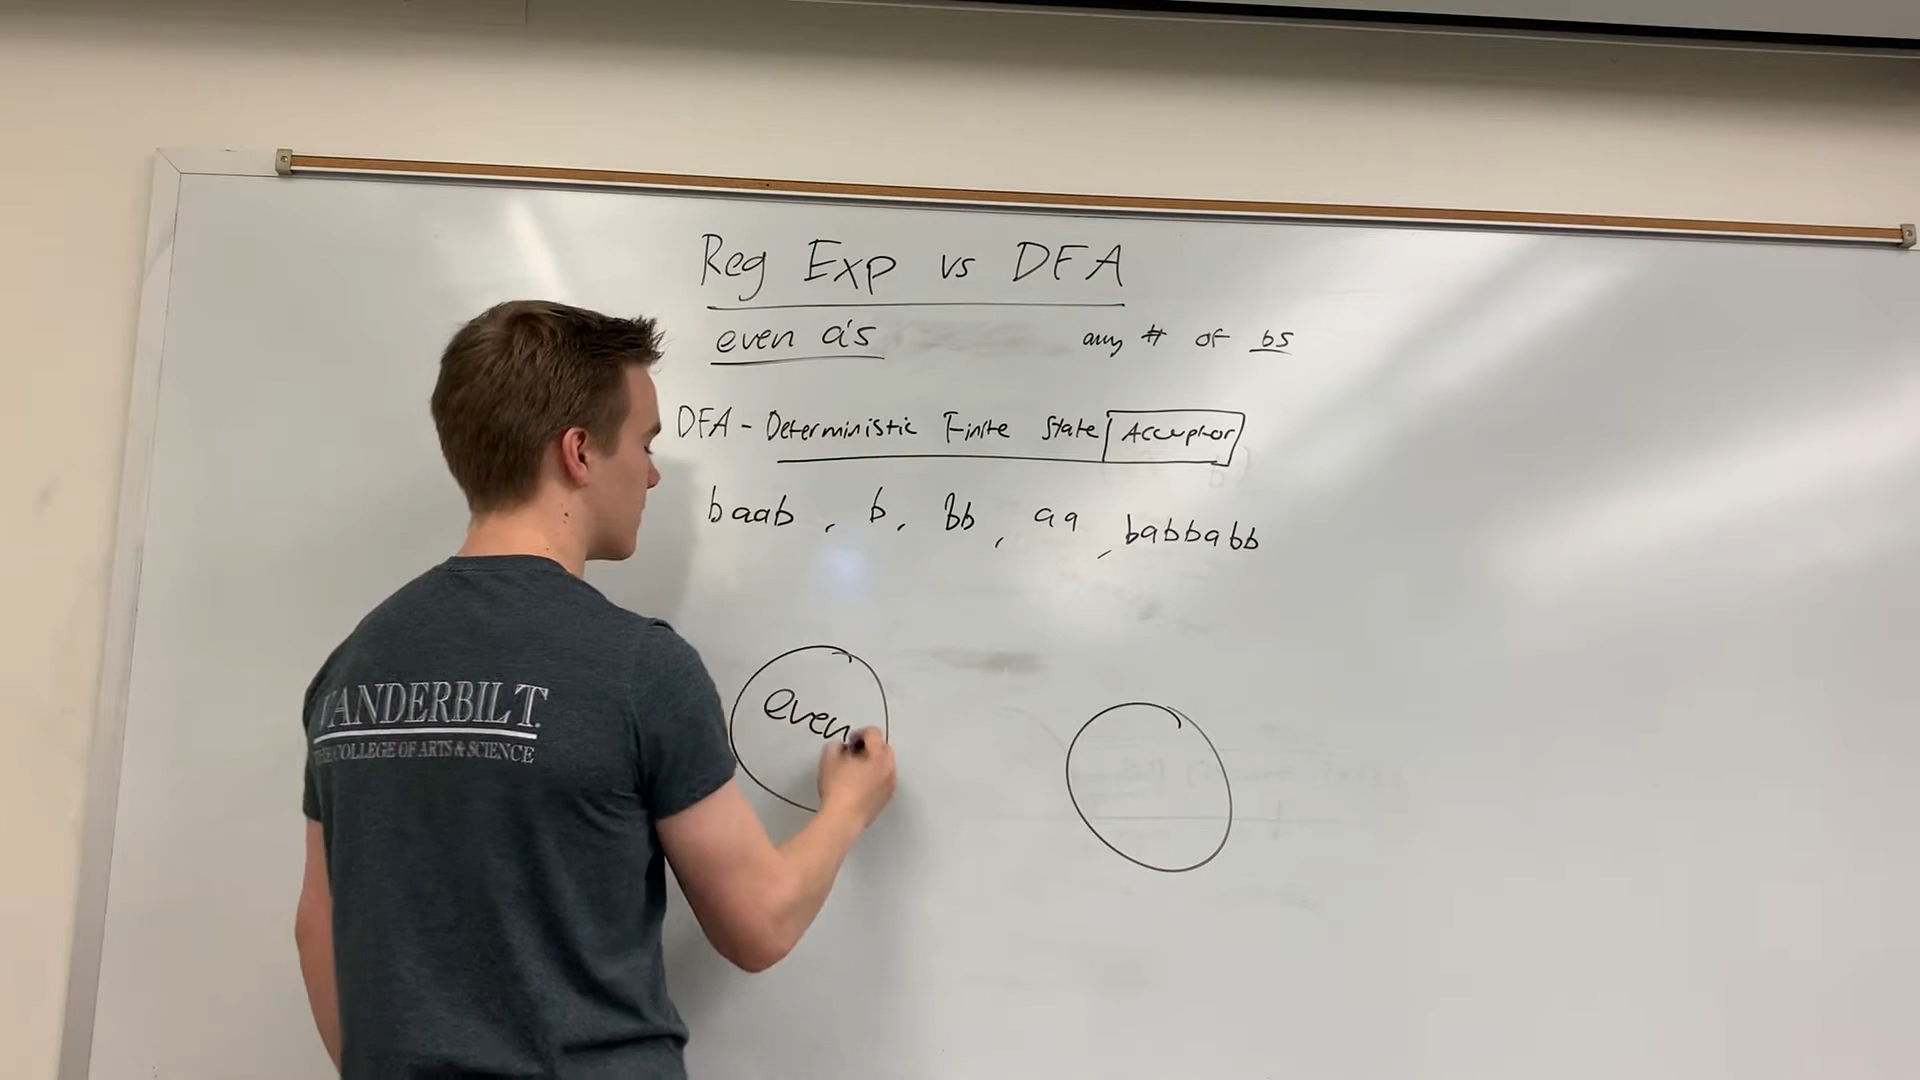 Reg Exp vs DFA
even a's any # of bs
DFA - Deterministic Finite State Acceptor
baab, b, bb, aa, babbabb
even
VANDERBILT
THE COLLEGE OF ARTS & SCIENCE